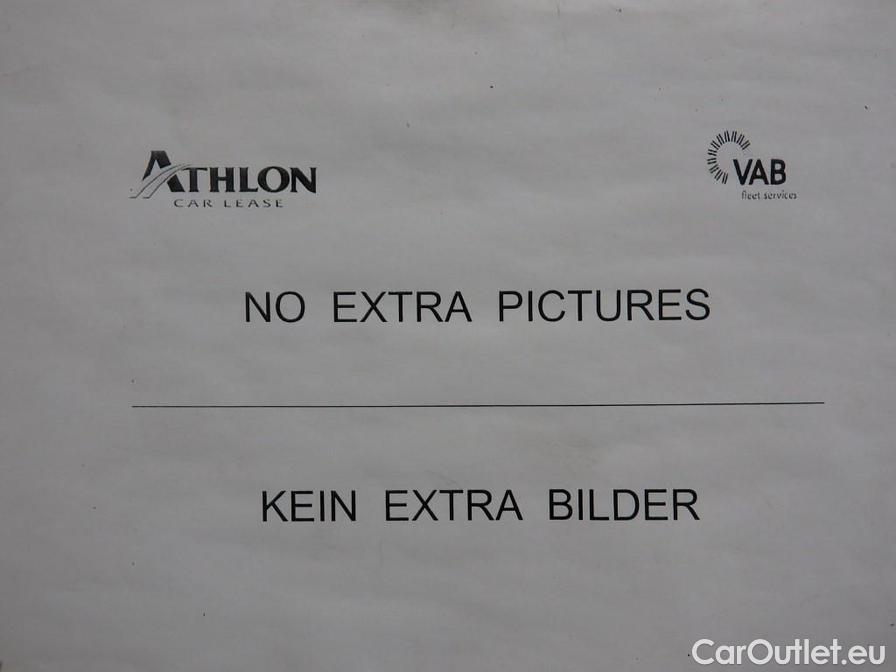 ATHLON
CAR LEASE
VAB
fleet services
NO EXTRA PICTURES
KEIN EXTRA BILDER
CarOutlet.eu